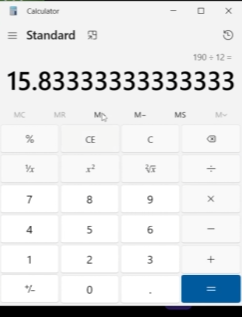 Calculator
Standard
190 ÷ 12 =
15.83333333333333
MC MR M+ M− MS M˅
% CE C ⌫
¹/x x² ²√x ÷
7 8 9 ×
4 5 6 −
1 2 3 +
+/− 0 . =